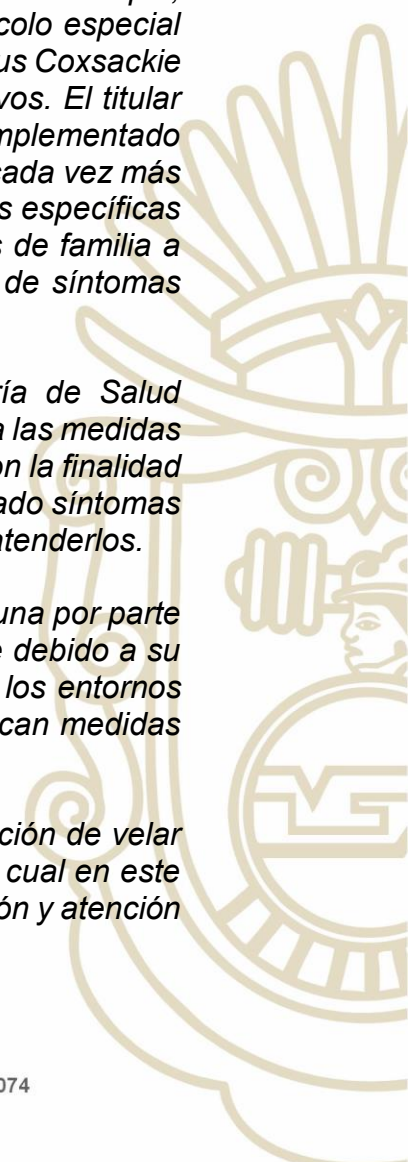 colo especial
us Coxsackie
vos. El titular
mplementado
cada vez más
s específicas
s de familia a
de síntomas
ría de Salud
a las medidas
on la finalidad
ado síntomas
atenderlos.
una por parte
e debido a su
los entornos
can medidas
ción de velar
cual en este
ón y atención
074